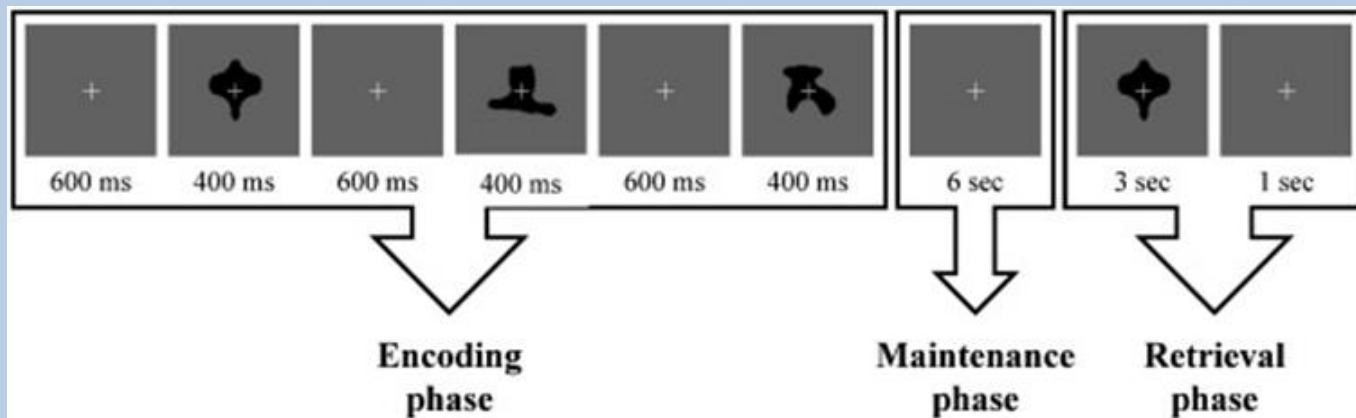 600 ms 400 ms 600 ms 400 ms 600 ms 400 ms 6 sec 3 sec 1 sec
Encoding
phase
Maintenance
phase
Retrieval
phase